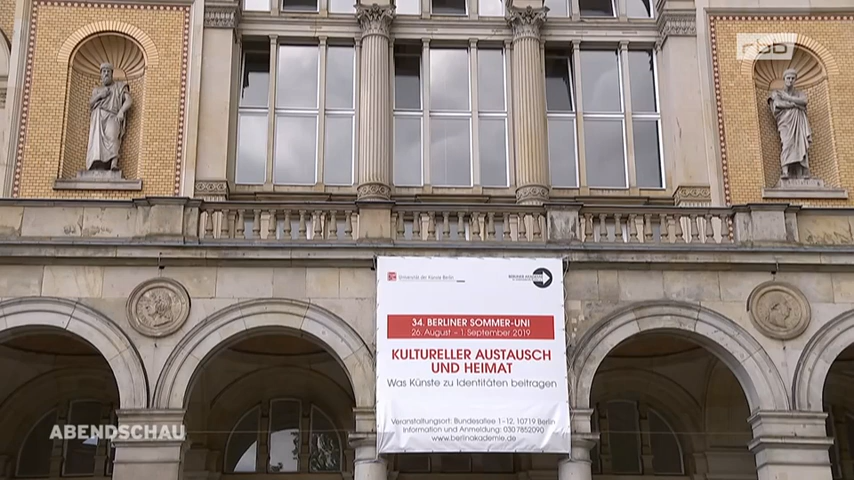 rbb
Universität der Künste Berlin
BERLINER AKADEMIE
34. BERLINER SOMMER-UNI
26. August – 1. September 2019
KULTURELLER AUSTAUSCH
UND HEIMAT
Was Künste zu Identitäten beitragen
Veranstaltungsort: Bundesallee 1–12, 10719 Berlin
Information und Anmeldung: 030 7852090
www.berlinakademie.de
ABENDSCHAU